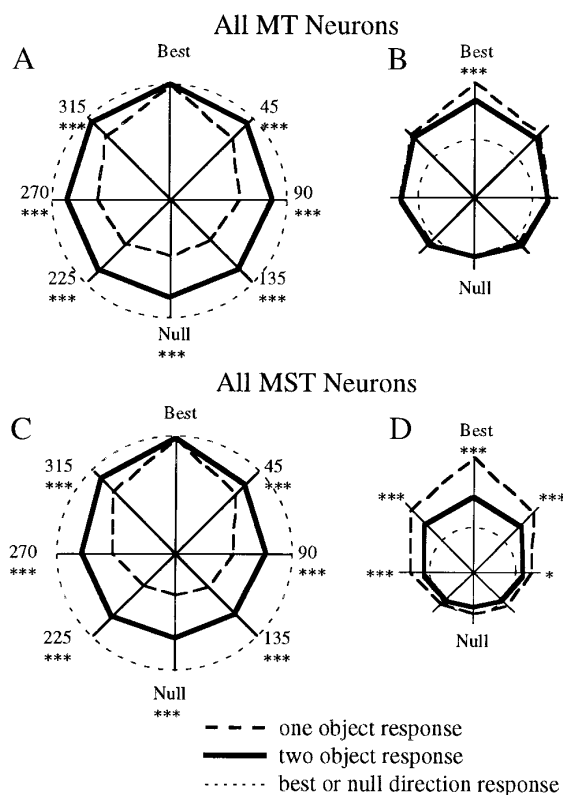 All MT Neurons
A
Best
315
***
45
***
270
***
90
***
225
***
135
***
Null
***
B
Best
***
Null
All MST Neurons
C
Best
315
***
45
***
270
***
90
***
225
***
135
***
Null
***
D
Best
***
***
***
***
*
Null
one object response
two object response
best or null direction response